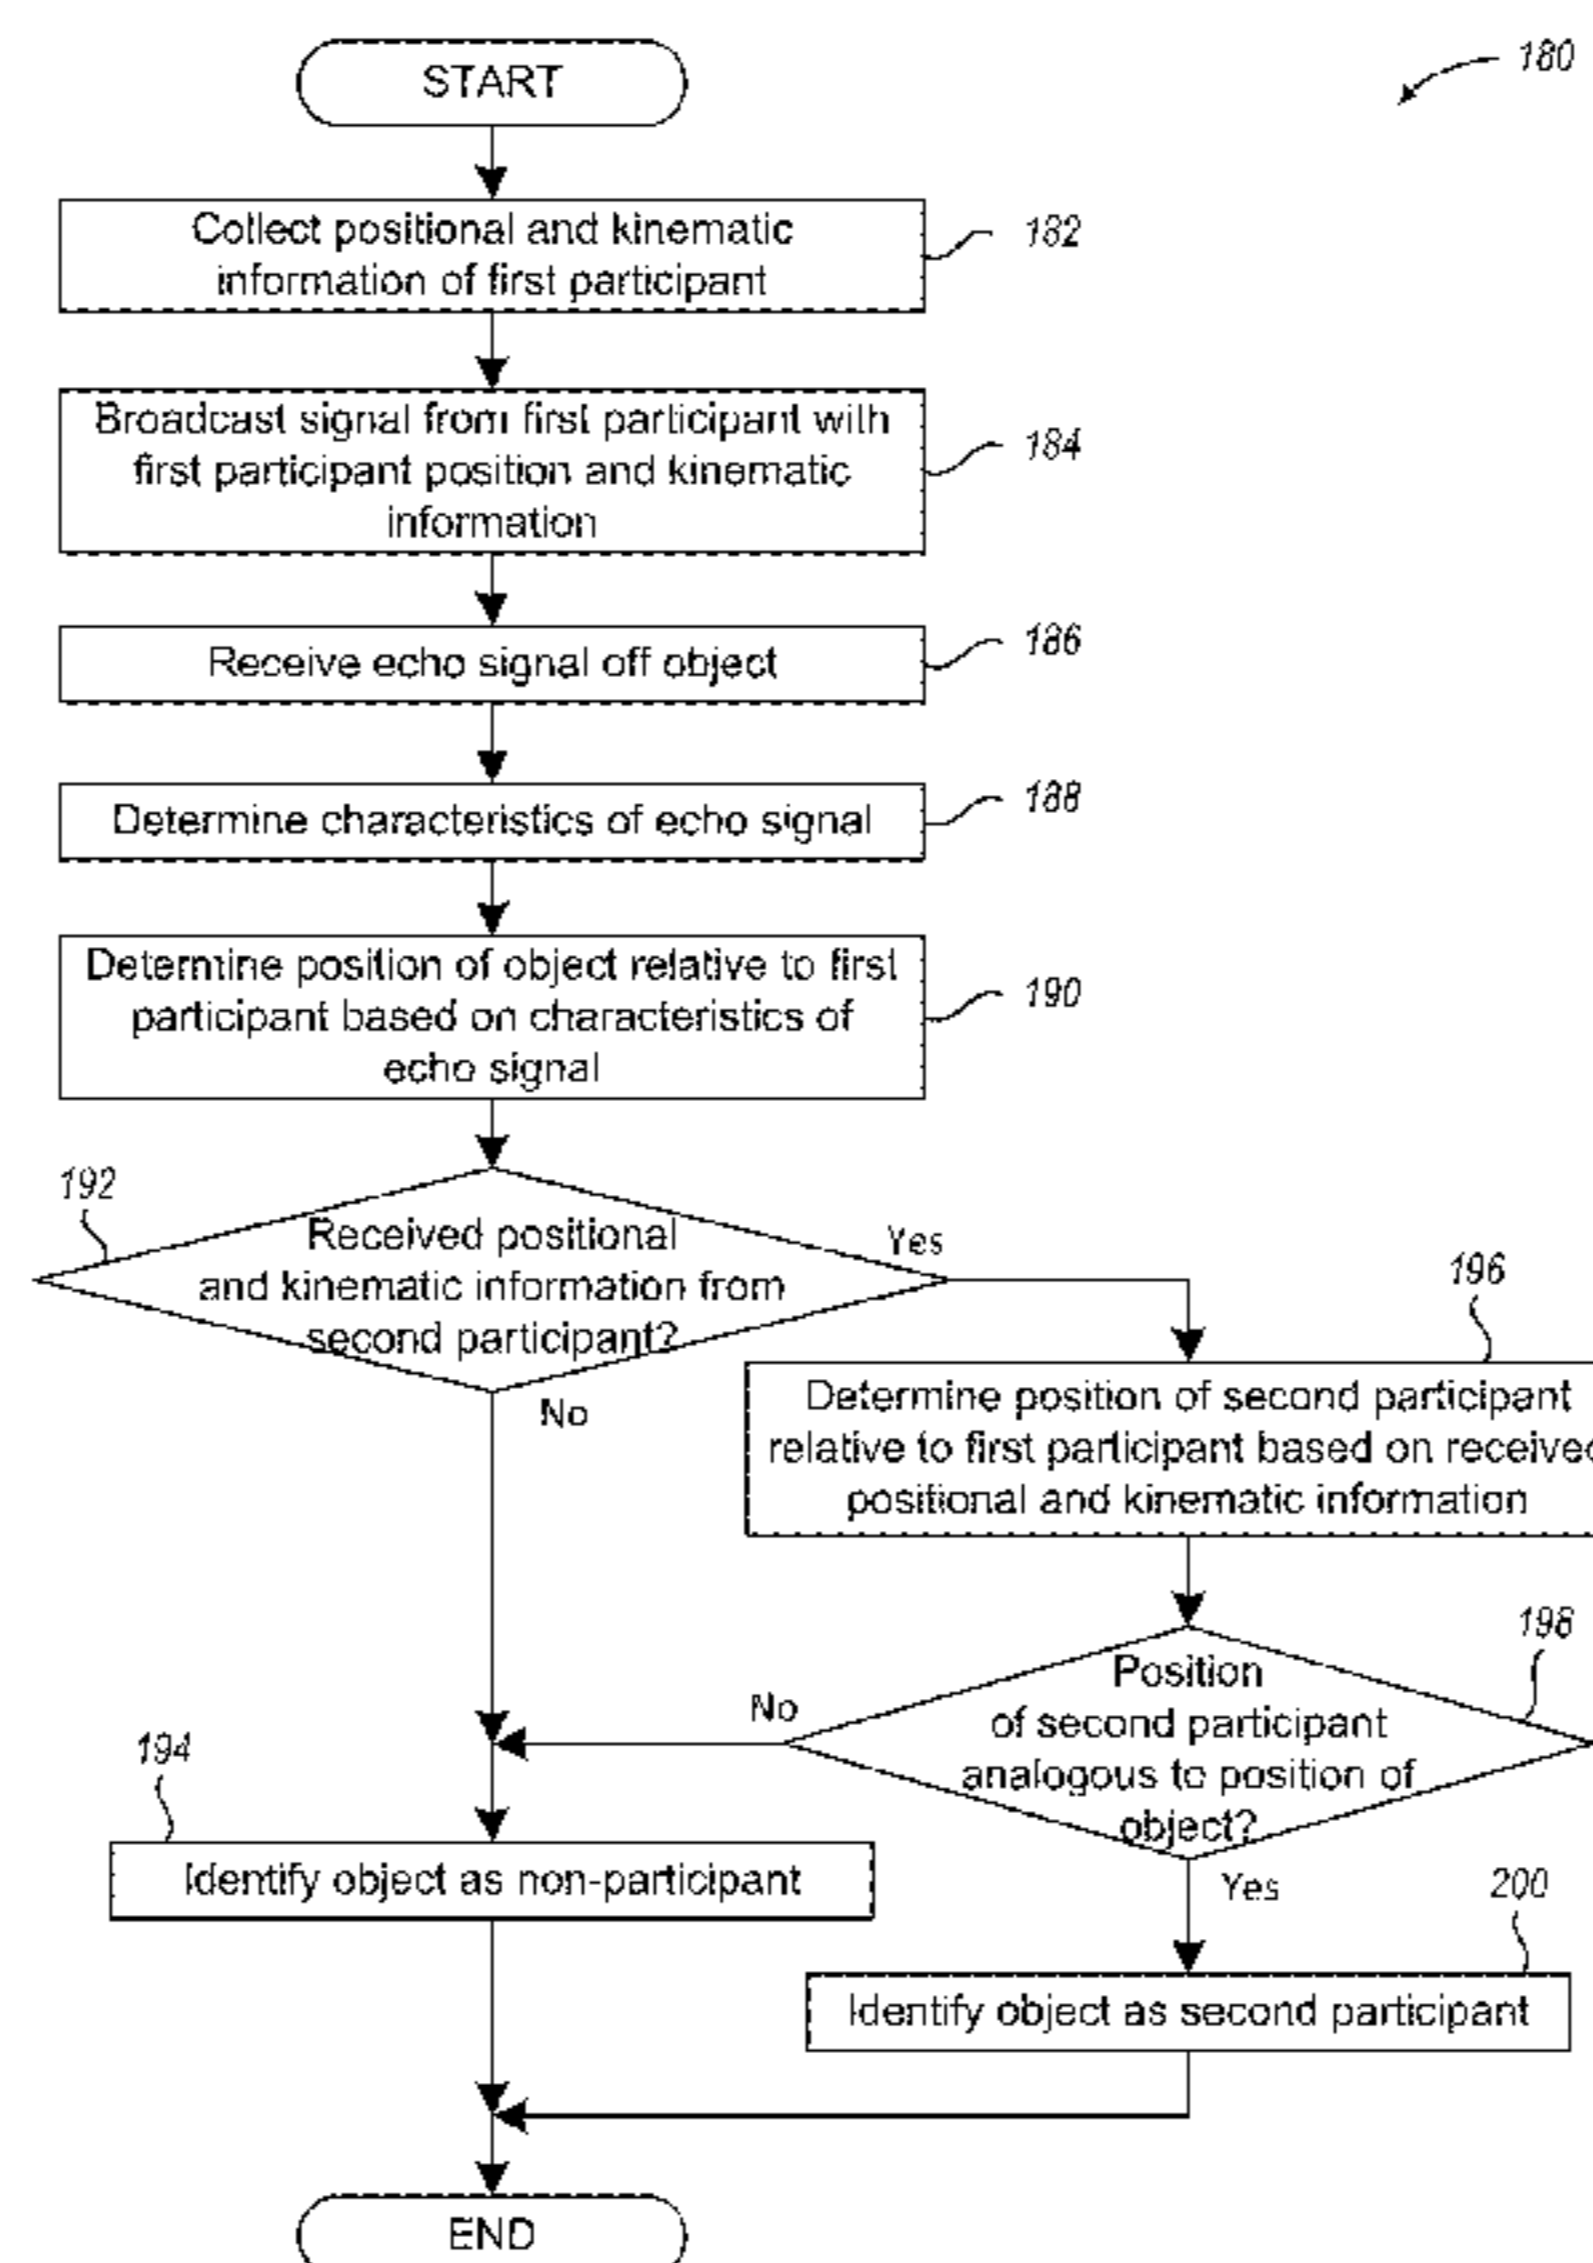 START
180
Collect positional and kinematic
information of first participant
182
Broadcast signal from first participant with
first participant position and kinematic
information
184
Receive echo signal off object
186
Determine characteristics of echo signal
188
Determine position of object relative to first
participant based on characteristics of
echo signal
190
192
Received positional
and kinematic information from
second participant?
Yes
No
196
Determine position of second participant
relative to first participant based on received
positional and kinematic information
198
Position
of second participant
analogous to position of
object?
No
Yes
194
Identify object as non-participant
200
Identify object as second participant
END